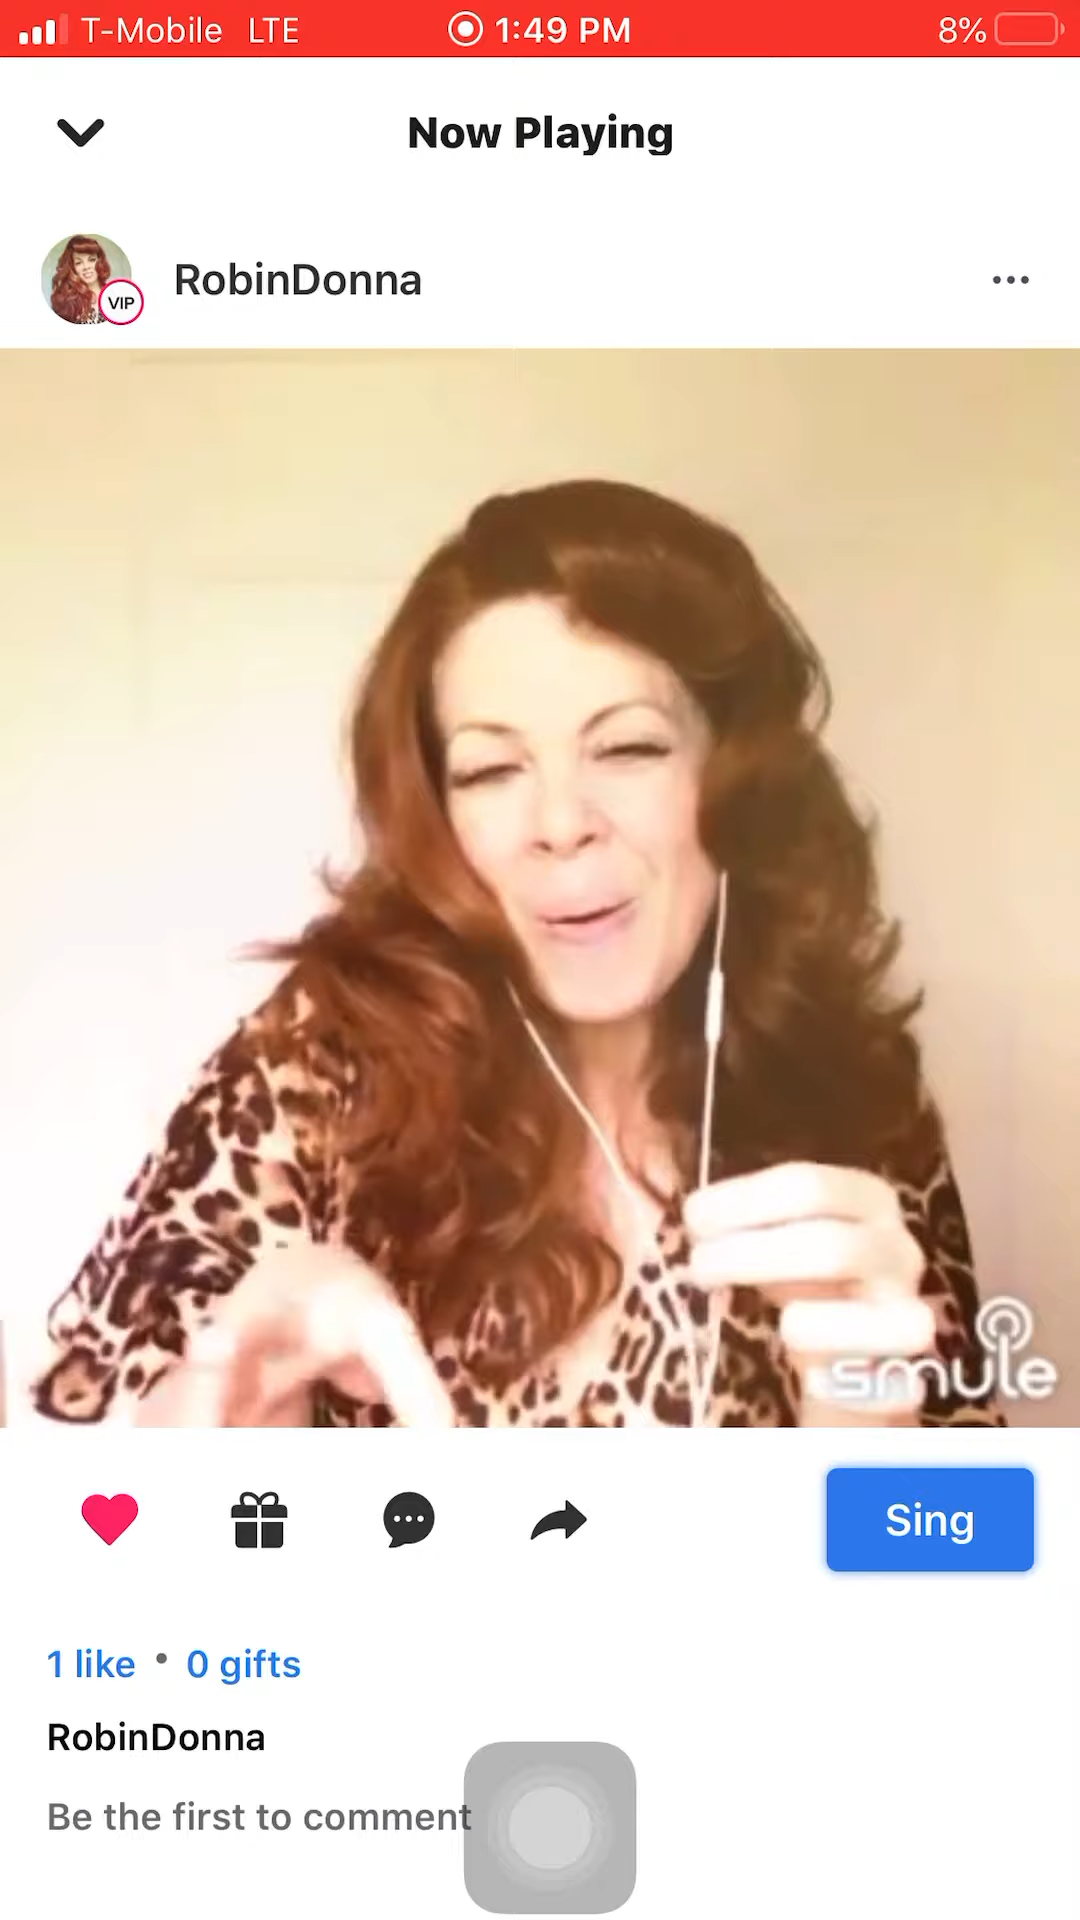 T-Mobile LTE 1:49 PM 8%
Now Playing
VIP
RobinDonna
smule
Sing
1 like • 0 gifts
RobinDonna
Be the first to comment